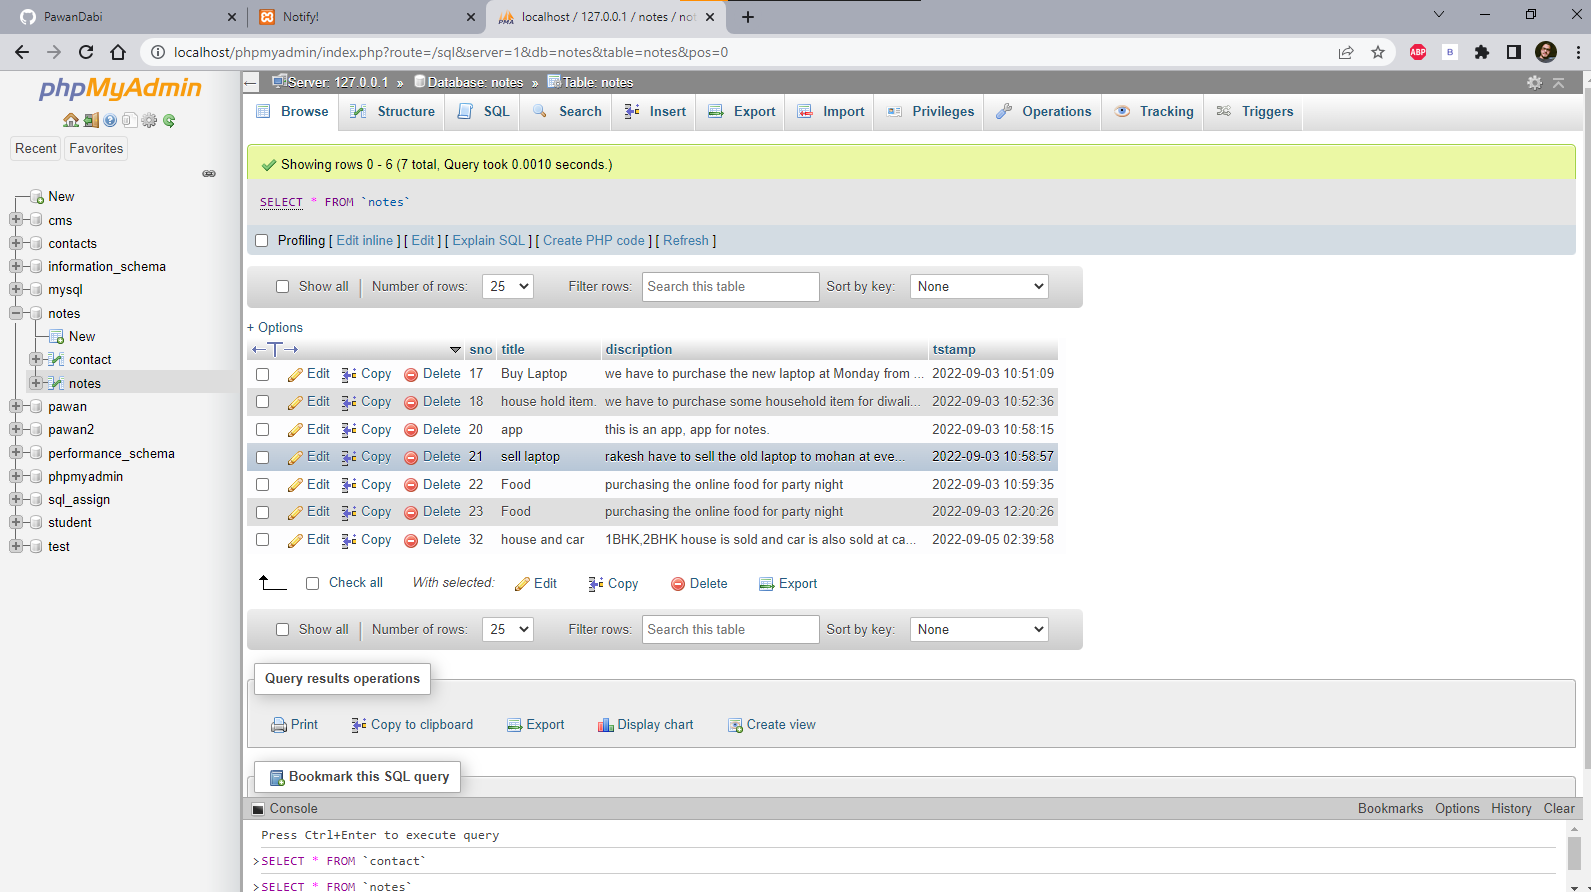 PawanDabi
Notify!
localhost / 127.0.0.1 / notes / not
localhost/phpmyadmin/index.php?route=/sql&server=1&db=notes&table=notes&pos=0
ABP
B
phpMyAdmin
Recent
Favorites
New
cms
contacts
information_schema
mysql
notes
New
contact
notes
pawan
pawan2
performance_schema
phpmyadmin
sql_assign
student
test
Server: 127.0.0.1 » Database: notes » Table: notes
Browse Structure SQL Search Insert Export Import Privileges Operations Tracking Triggers
Showing rows 0 - 6 (7 total, Query took 0.0010 seconds.)
SELECT * FROM `notes`
Profiling [ Edit inline ] [ Edit ] [ Explain SQL ] [ Create PHP code ] [ Refresh ]
Show all Number of rows: 25 Filter rows: Search this table Sort by key: None
+ Options
←T→ sno title discription tstamp
Edit Copy Delete 17 Buy Laptop we have to purchase the new laptop at Monday from ... 2022-09-03 10:51:09
Edit Copy Delete 18 house hold item. we have to purchase some household item for diwali... 2022-09-03 10:52:36
Edit Copy Delete 20 app this is an app, app for notes. 2022-09-03 10:58:15
Edit Copy Delete 21 sell laptop rakesh have to sell the old laptop to mohan at eve... 2022-09-03 10:58:57
Edit Copy Delete 22 Food purchasing the online food for party night 2022-09-03 10:59:35
Edit Copy Delete 23 Food purchasing the online food for party night 2022-09-03 12:20:26
Edit Copy Delete 32 house and car 1BHK,2BHK house is sold and car is also sold at ca... 2022-09-05 02:39:58
Check all With selected: Edit Copy Delete Export
Show all Number of rows: 25 Filter rows: Search this table Sort by key: None
Query results operations
Print Copy to clipboard Export Display chart Create view
Bookmark this SQL query
Console Bookmarks Options History Clear
Press Ctrl+Enter to execute query
>SELECT * FROM `contact`
>SELECT * FROM `notes`